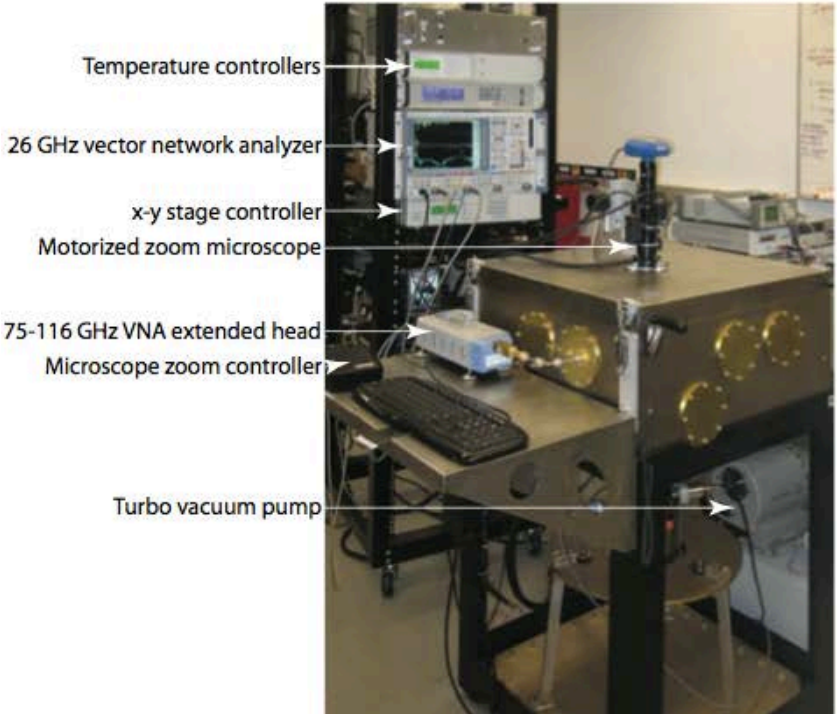 Temperature controllers
26 GHz vector network analyzer
x-y stage controller
Motorized zoom microscope
75-116 GHz VNA extended head
Microscope zoom controller
Turbo vacuum pump